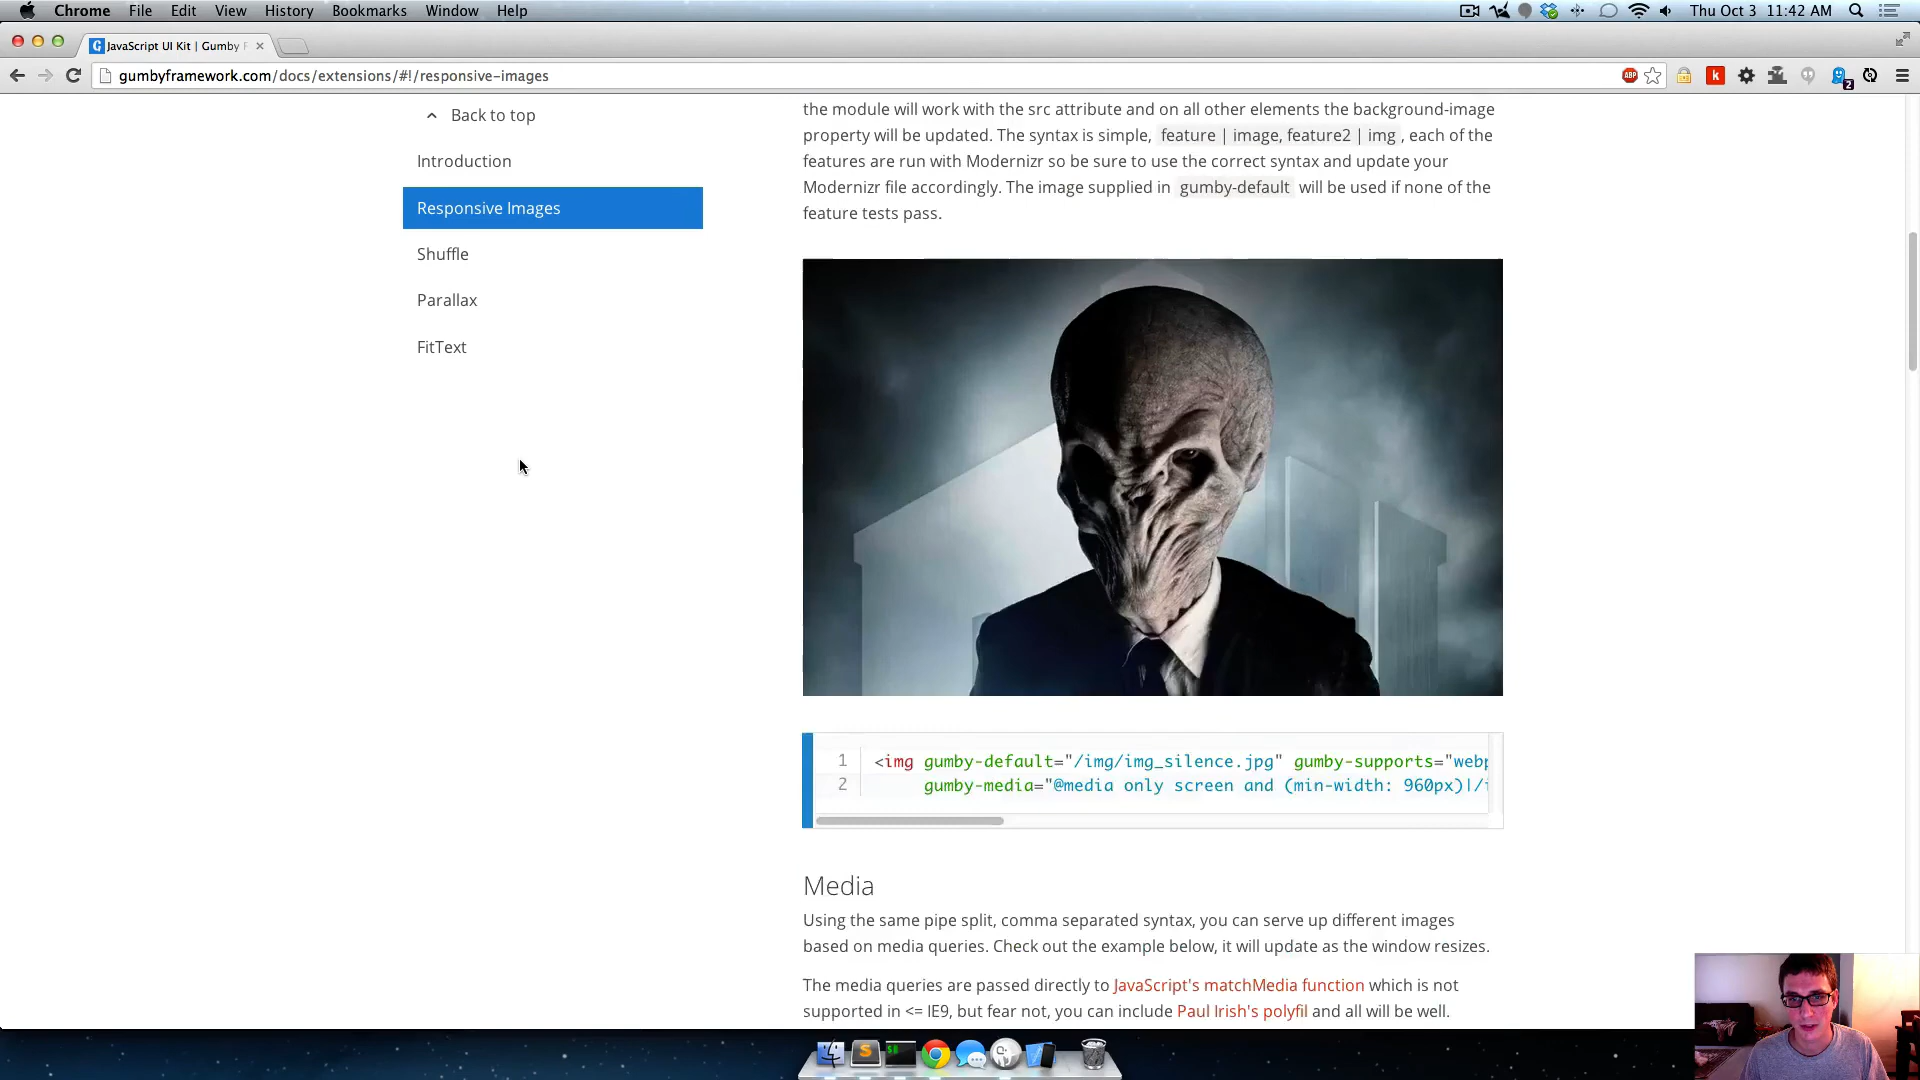 Chrome File Edit View History Bookmarks Window Help
Thu Oct 3 11:42 AM
JavaScript UI Kit | Gumby F
gumbyframework.com/docs/extensions/#!/responsive-images
ABP
k
2
Back to top
Introduction
Responsive Images
Shuffle
Parallax
FitText
the module will work with the src attribute and on all other elements the background-image
property will be updated. The syntax is simple, feature | image, feature2 | img , each of the
features are run with Modernizr so be sure to use the correct syntax and update your
Modernizr file accordingly. The image supplied in gumby-default will be used if none of the
feature tests pass.
1 <img gumby-default="/img/img_silence.jpg" gumby-supports="webp
2 gumby-media="@media only screen and (min-width: 960px)|/i
Media
Using the same pipe split, comma separated syntax, you can serve up different images
based on media queries. Check out the example below, it will update as the window resizes.
The media queries are passed directly to JavaScript's matchMedia function which is not
supported in <= IE9, but fear not, you can include Paul Irish's polyfil and all will be well.